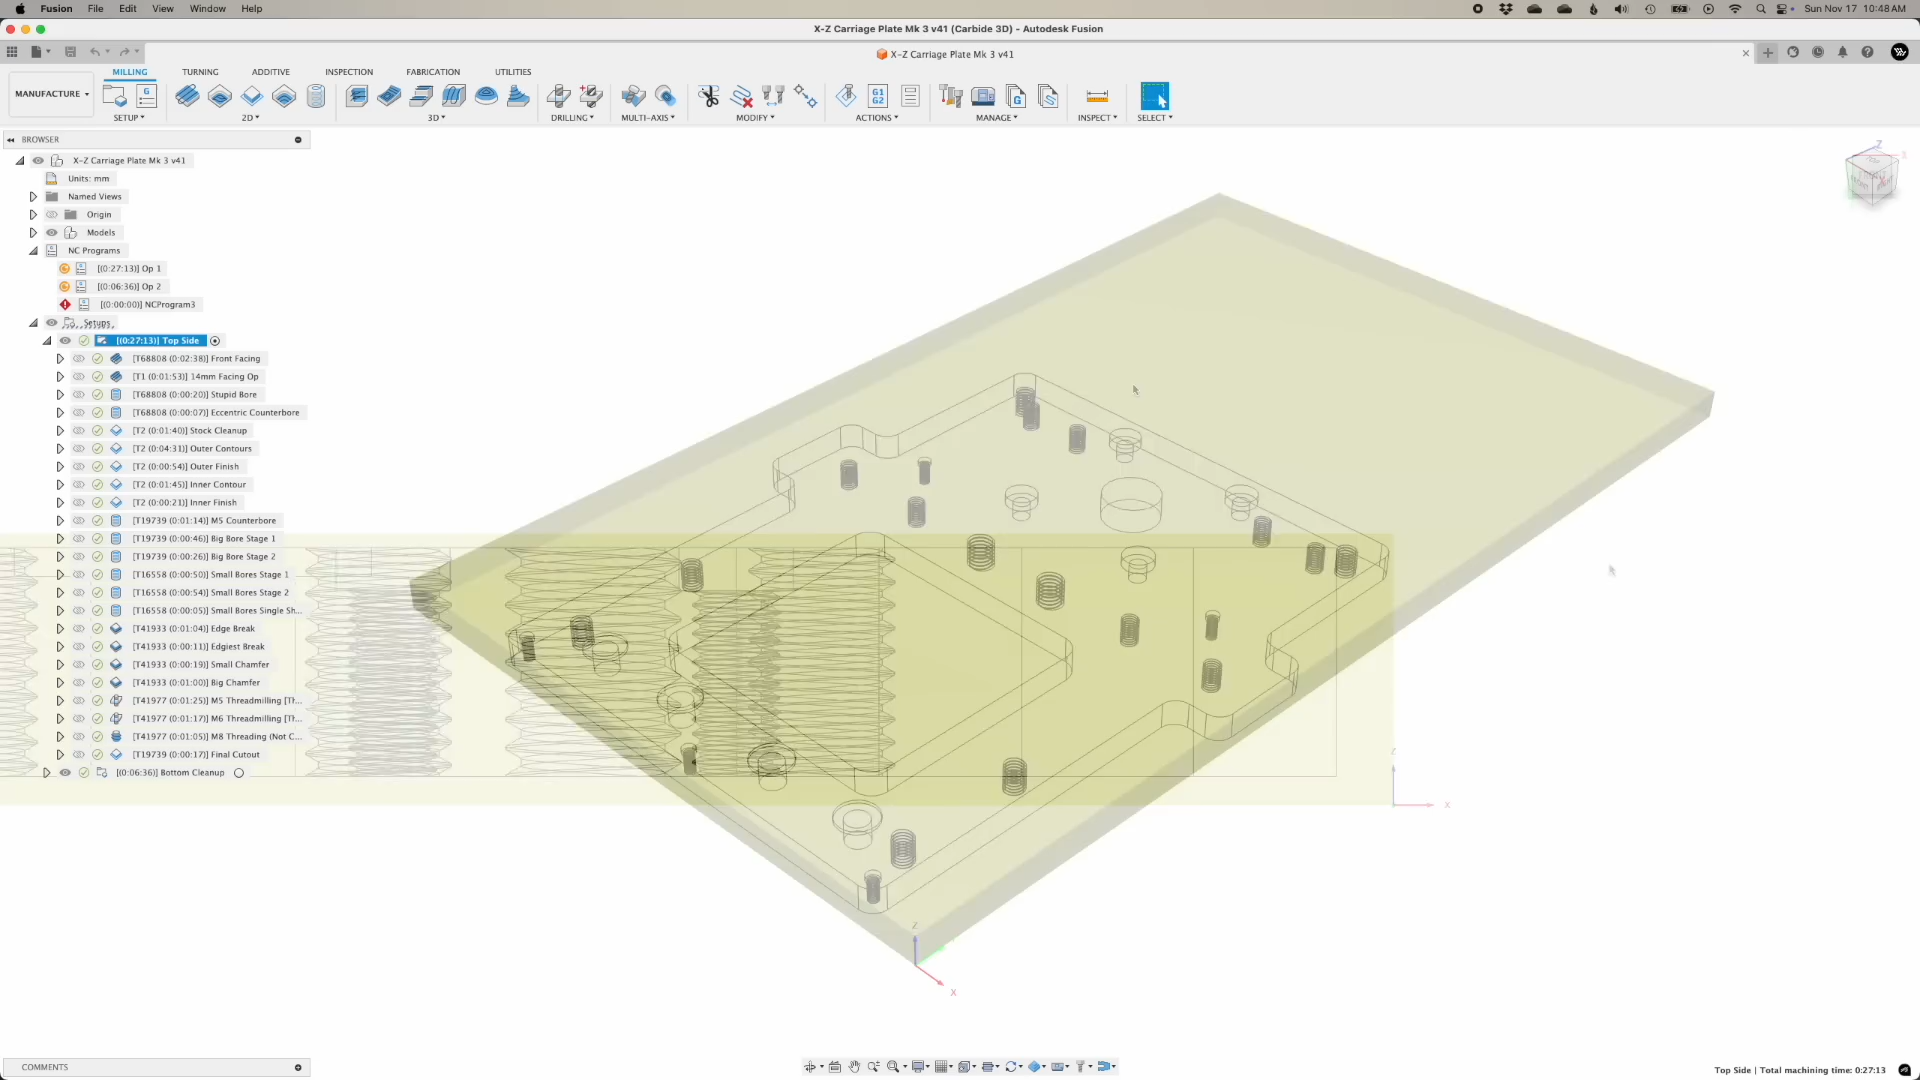 Fusion File Edit View Window Help Sun Nov 17 10:48 AM
X-Z Carriage Plate Mk 3 v41 (Carbide 3D) - Autodesk Fusion
X-Z Carriage Plate Mk 3 v41
MILLING TURNING ADDITIVE INSPECTION FABRICATION UTILITIES
MANUFACTURE
G
G1
G2
G
SETUP 2D 3D DRILLING MULTI-AXIS MODIFY ACTIONS MANAGE INSPECT SELECT
BROWSER
X-Z Carriage Plate Mk 3 v41
Units: mm
Named Views
Origin
Models
NC Programs
[(0:27:13)] Op 1
[(0:06:36)] Op 2
[(0:00:00)] NCProgram3
Setups
[(0:27:13)] Top Side
[T68808 (0:02:38)] Front Facing
[T1 (0:01:53)] 14mm Facing Op
[T68808 (0:00:20)] Stupid Bore
[T68808 (0:00:07)] Eccentric Counterbore
[T2 (0:01:40)] Stock Cleanup
[T2 (0:04:31)] Outer Contours
[T2 (0:00:54)] Outer Finish
[T2 (0:01:45)] Inner Contour
[T2 (0:00:21)] Inner Finish
[T19739 (0:01:14)] M5 Counterbore
[T19739 (0:00:46)] Big Bore Stage 1
[T19739 (0:00:26)] Big Bore Stage 2
[T16558 (0:00:50)] Small Bores Stage 1
[T16558 (0:00:54)] Small Bores Stage 2
[T16558 (0:00:05)] Small Bores Single Sh...
[T41933 (0:01:04)] Edge Break
[T41933 (0:00:11)] Edgiest Break
[T41933 (0:00:19)] Small Chamfer
[T41933 (0:01:00)] Big Chamfer
[T41977 (0:01:25)] M5 Threadmilling [Th...
[T41977 (0:01:17)] M6 Threadmilling [Th...
[T41977 (0:01:05)] M8 Threading (Not C...
[T19739 (0:00:17)] Final Cutout
[(0:06:36)] Bottom Cleanup
Z
X
Z
X
Z
COMMENTS
Top Side | Total machining time: 0:27:13